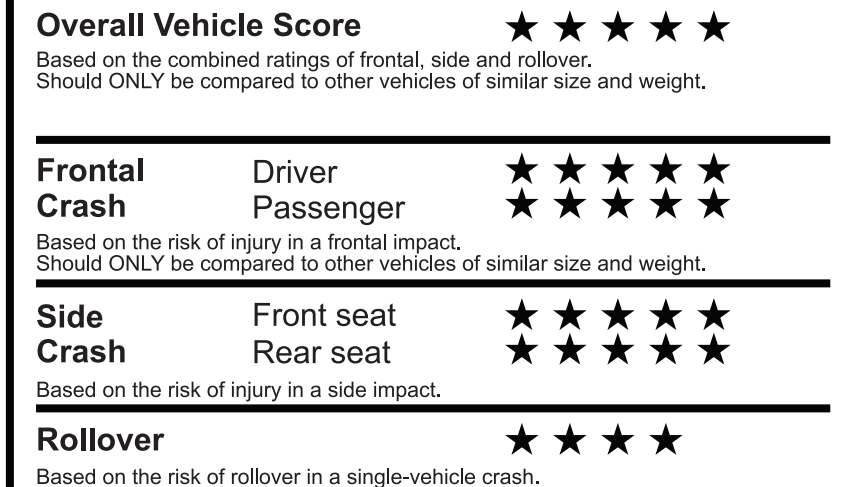 Overall Vehicle Score ★ ★ ★ ★ ★
Based on the combined ratings of frontal, side and rollover.
Should ONLY be compared to other vehicles of similar size and weight.
Frontal Driver ★ ★ ★ ★ ★
Crash Passenger ★ ★ ★ ★ ★
Based on the risk of injury in a frontal impact.
Should ONLY be compared to other vehicles of similar size and weight.
Side Front seat ★ ★ ★ ★ ★
Crash Rear seat ★ ★ ★ ★ ★
Based on the risk of injury in a side impact.
Rollover ★ ★ ★ ★
Based on the risk of rollover in a single-vehicle crash.